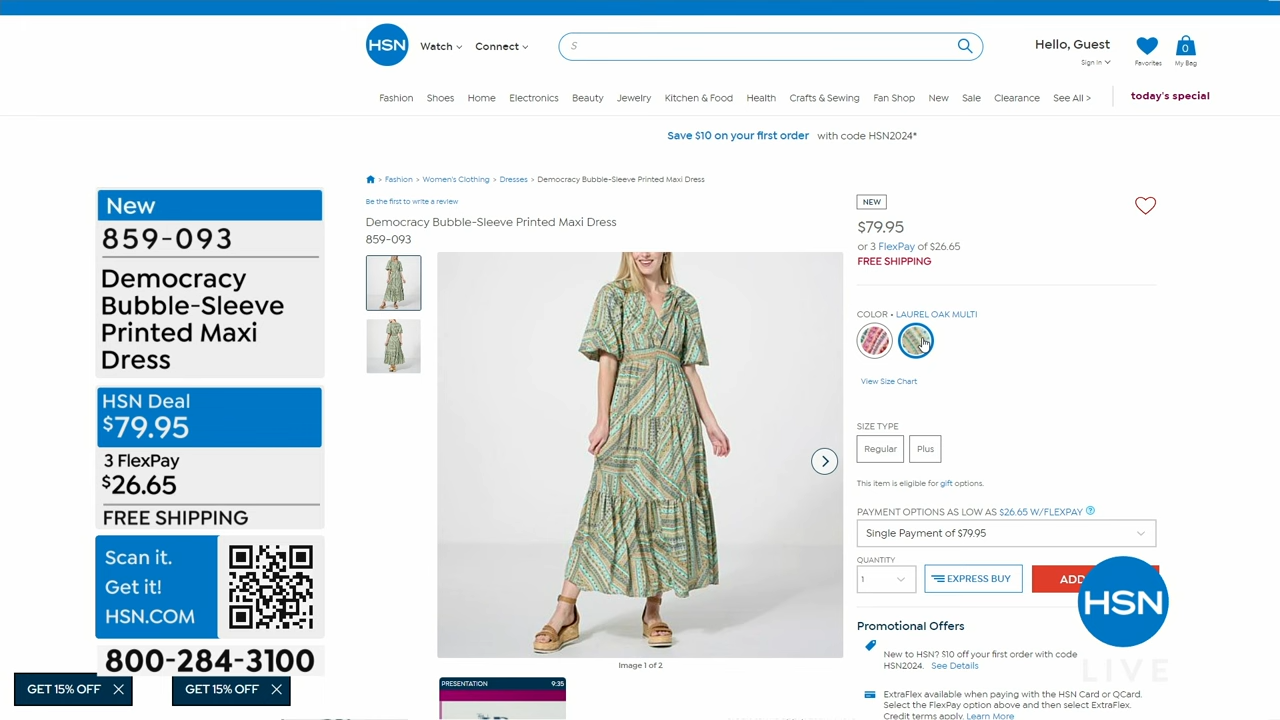 HSN
Watch
Connect
S
Hello, Guest
Sign In
Favorites
0
My Bag
Fashion Shoes Home Electronics Beauty Jewelry Kitchen & Food Health Crafts & Sewing Fan Shop New Sale Clearance See All >
today's special
Save $10 on your first order with code HSN2024*
> Fashion > Women's Clothing > Dresses > Democracy Bubble-Sleeve Printed Maxi Dress
Be the first to write a review
Democracy Bubble-Sleeve Printed Maxi Dress
859-093
New
859-093
Democracy
Bubble-Sleeve
Printed Maxi
Dress
HSN Deal
$79.95
3 FlexPay
$26.65
FREE SHIPPING
Scan it.
Get it!
HSN.COM
800-284-3100
GET 15% OFF
GET 15% OFF
Image 1 of 2
PRESENTATION 9:35
NEW
$79.95
or 3 FlexPay of $26.65
FREE SHIPPING
COLOR • LAUREL OAK MULTI
View Size Chart
SIZE TYPE
Regular Plus
This item is eligible for gift options.
PAYMENT OPTIONS AS LOW AS $26.65 W/FLEXPAY ?
Single Payment of $79.95
QUANTITY
1
EXPRESS BUY
ADD
HSN
LIVE
Promotional Offers
New to HSN? $10 off your first order with code
HSN2024. See Details
ExtraFlex available when paying with the HSN Card or QCard.
Select the FlexPay option above and then select ExtraFlex.
Credit terms apply. Learn More